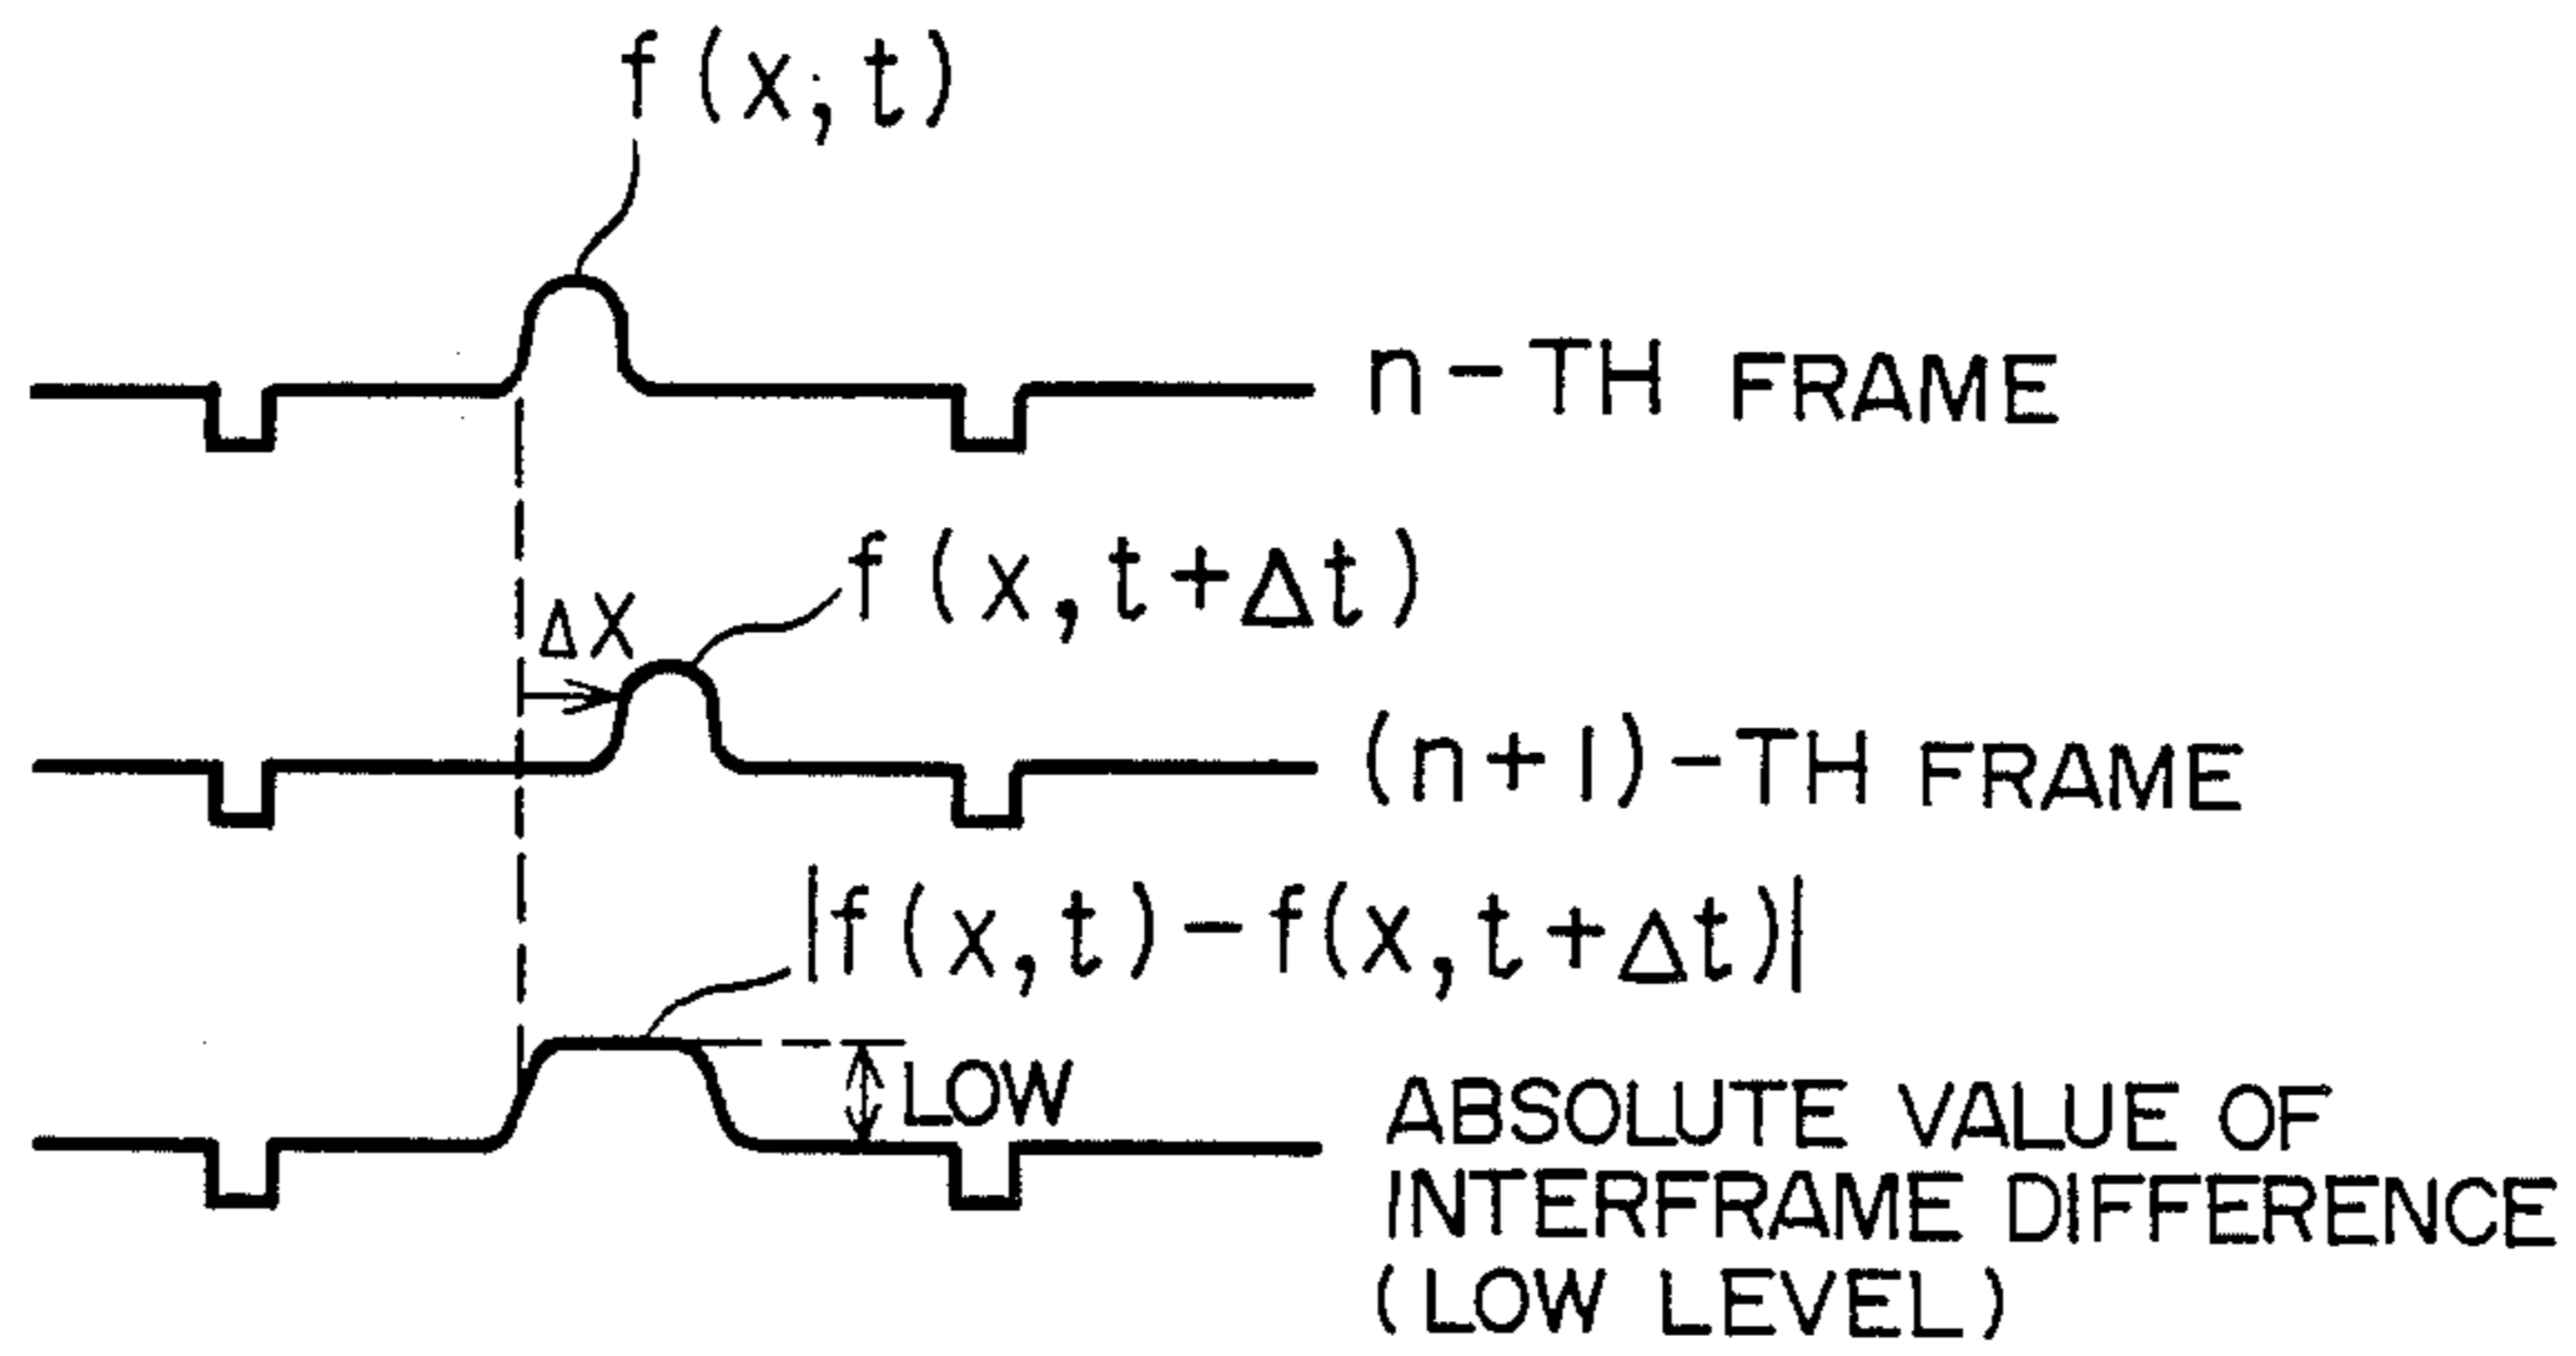 f(x; t)
n-TH FRAME
f(x, t+Δt)
ΔX
(n+1)-TH FRAME
|f(x, t)-f(x, t+Δt)|
LOW
ABSOLUTE VALUE OF
INTERFRAME DIFFERENCE
(LOW LEVEL)